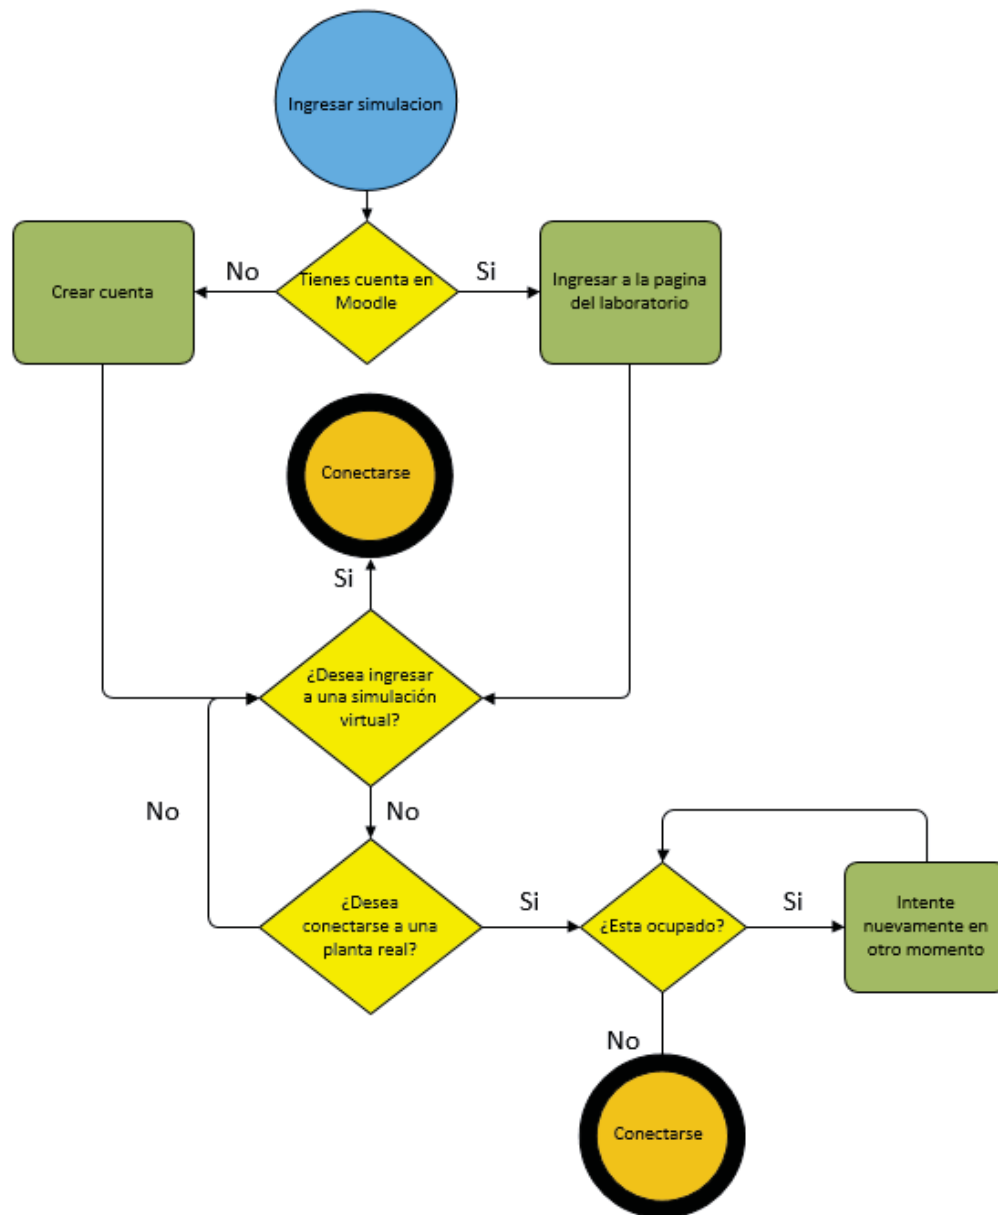 Ingresar simulacion
No
Tienes cuenta en
Moodle
Si
Crear cuenta
Ingresar a la pagina
del laboratorio
Conectarse
Si
¿Desea ingresar
a una simulación
virtual?
No
No
¿Desea
conectarse a una
planta real?
Si
¿Esta ocupado?
Si
Intente
nuevamente en
otro momento
No
Conectarse